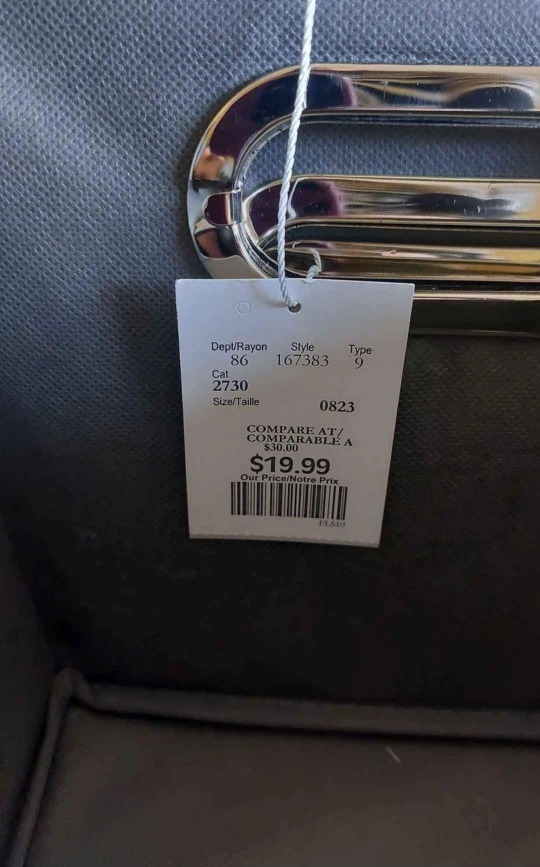 Dept/Rayon Style Type
86 167383 9
Cat
2730
Size/Taille 0823
COMPARE AT/
COMPARABLE A
$30.00
$19.99
Our Price/Notre Prix